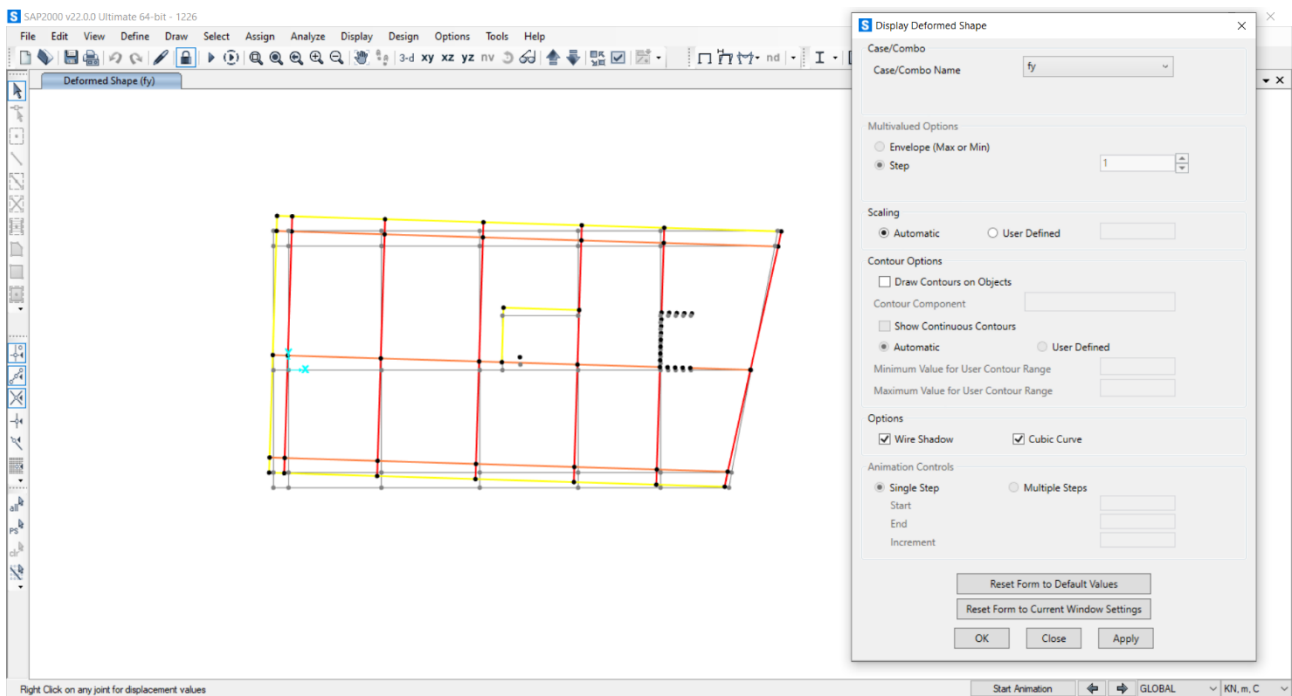 SAP2000 v22.0.0 Ultimate 64-bit - 1226
File Edit View Define Draw Select Assign Analyze Display Design Options Tools Help
3-d xy xz yz nv
nd
Deformed Shape (fy)
X
all
PS
clr
Right Click on any joint for displacement values
Start Animation
GLOBAL
KN, m, C
Display Deformed Shape
Case/Combo
Case/Combo Name
fy
Multivalued Options
Envelope (Max or Min)
Step
1
Scaling
Automatic
User Defined
Contour Options
Draw Contours on Objects
Contour Component
Show Continuous Contours
Automatic
User Defined
Minimum Value for User Contour Range
Maximum Value for User Contour Range
Options
Wire Shadow
Cubic Curve
Animation Controls
Single Step
Multiple Steps
Start
End
Increment
Reset Form to Default Values
Reset Form to Current Window Settings
OK
Close
Apply